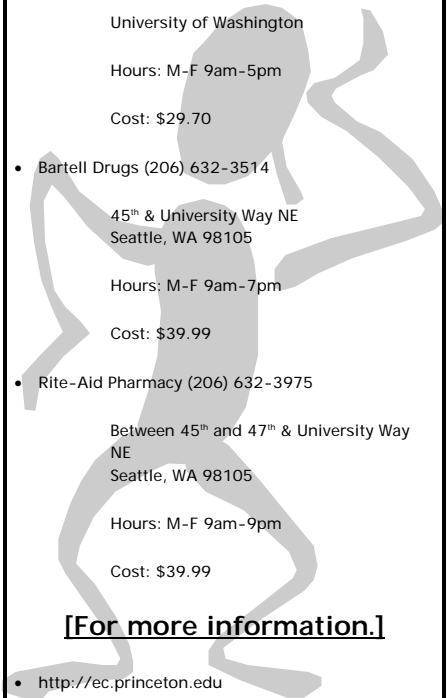 University of Washington
Hours: M-F 9am-5pm
Cost: $29.70
• Bartell Drugs (206) 632-3514
45th & University Way NE
Seattle, WA 98105
Hours: M-F 9am-7pm
Cost: $39.99
• Rite-Aid Pharmacy (206) 632-3975
Between 45th and 47th & University Way
NE
Seattle, WA 98105
Hours: M-F 9am-9pm
Cost: $39.99
[For more information.]
• http://ec.princeton.edu